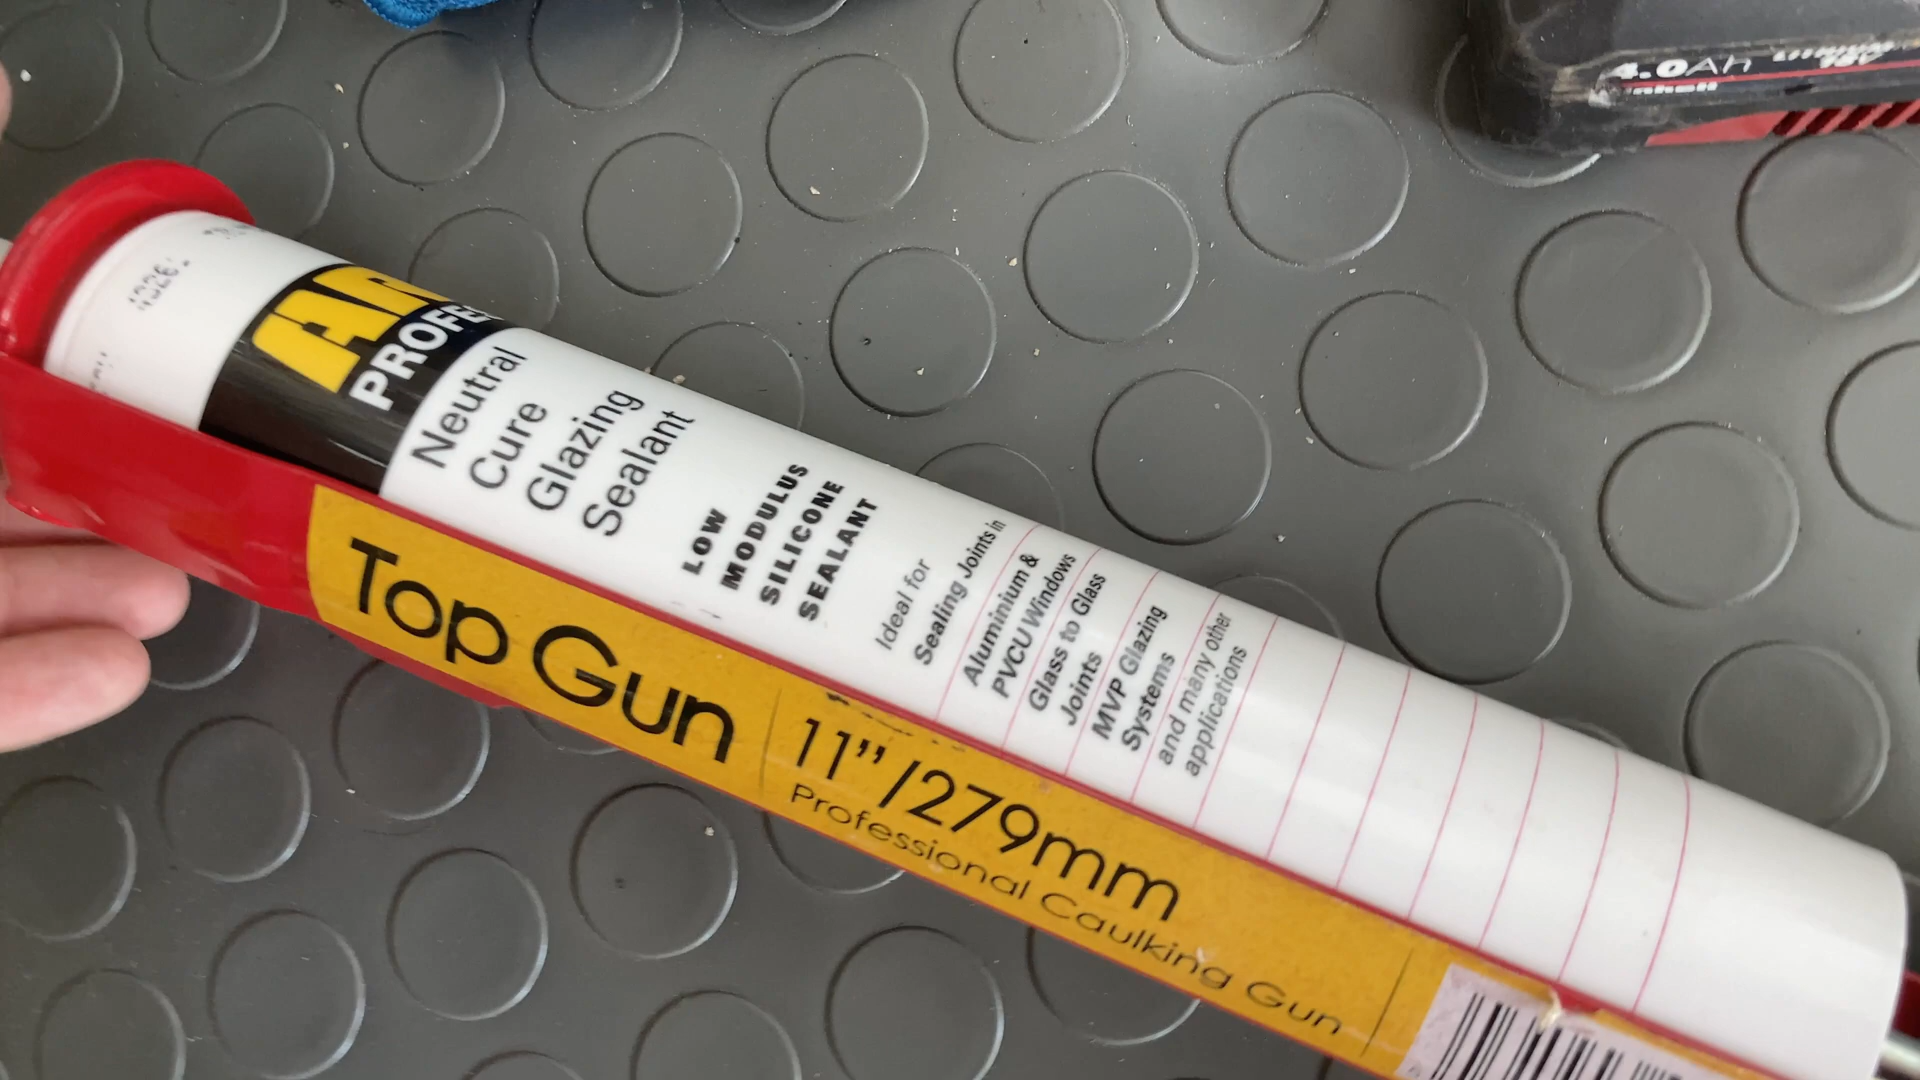 Neutral
Cure
Glazing
Sealant
LOW
MODULUS
SILICONE
SEALANT
Ideal for
Sealing Joints in
Aluminium &
PVCU Windows
Glass to Glass
Joints
MVP Glazing
Systems
and many other
applications
Top Gun
11"/279mm
Professional Caulking Gun
4.0Ah
18V